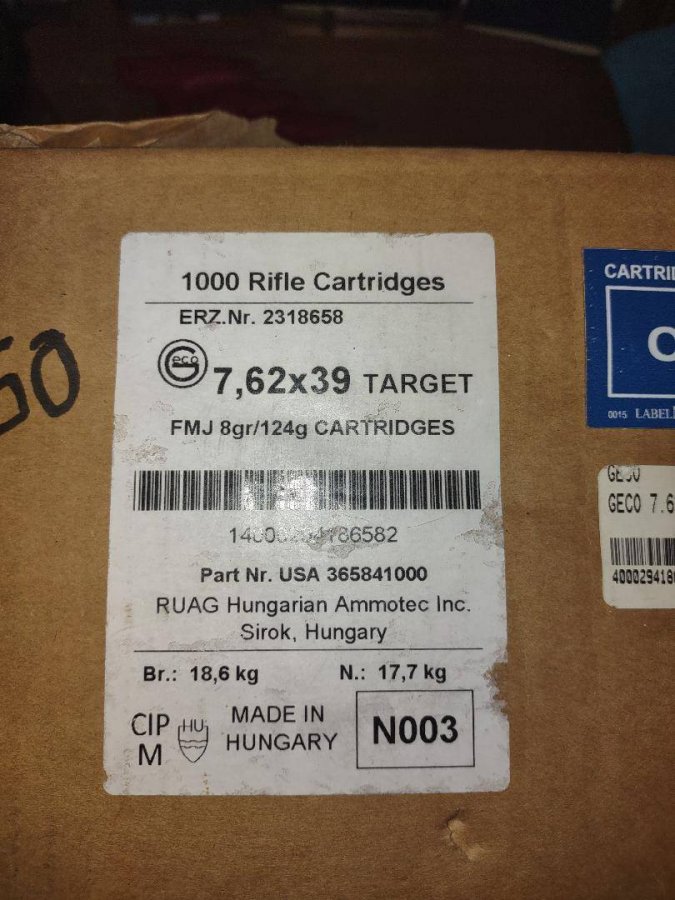 1000 Rifle Cartridges
ERZ.Nr. 2318658
Geco
7,62x39 TARGET
FMJ 8gr/124g CARTRIDGES
Part Nr. USA 365841000
RUAG Hungarian Ammotec Inc.
Sirok, Hungary
Br.: 18,6 kg N.: 17,7 kg
CIP
M
HU
MADE IN
HUNGARY
N003
50
0015
GECO
GECO 7.6